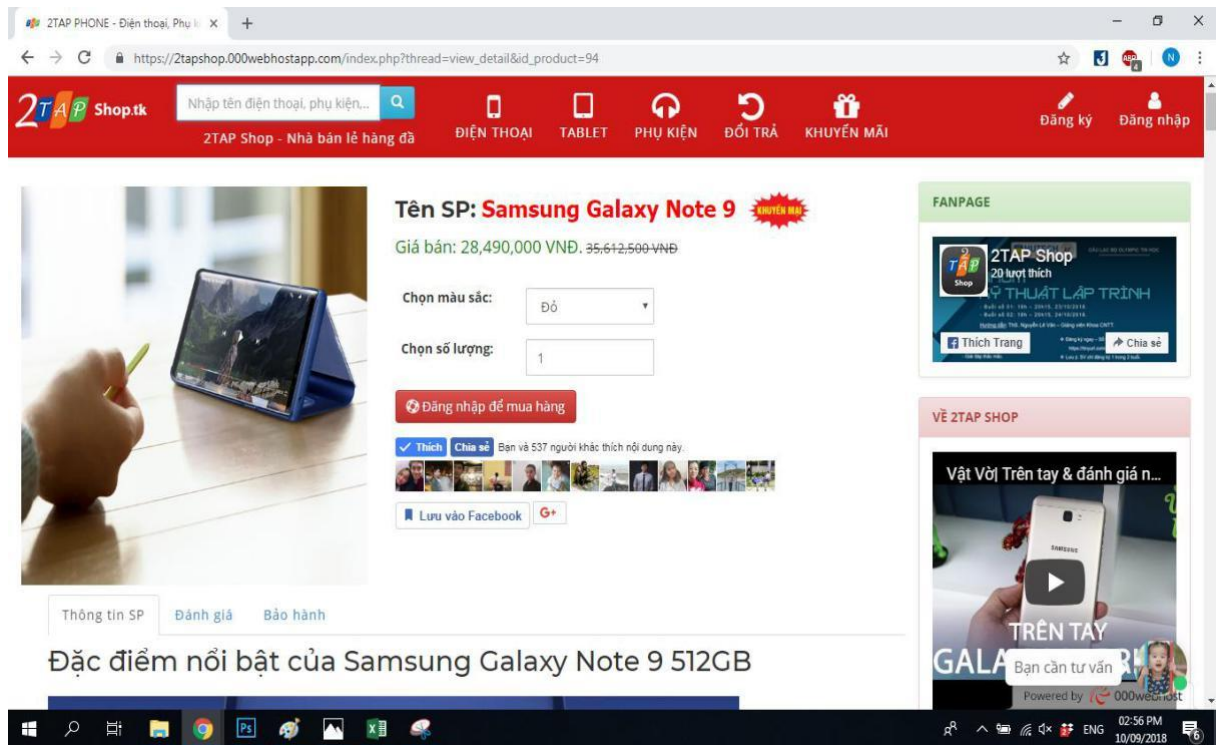 2TAP PHONE - Điện thoại, Phụ
https://2tapshop.000webhostapp.com/index.php?thread=view_detail&id_product=94
2TAP Shop.tk
Nhập tên điện thoại, phụ kiện,...
2TAP Shop - Nhà bán lẻ hàng đầ
ĐIỆN THOẠI
TABLET
PHỤ KIỆN
ĐỔI TRẢ
KHUYẾN MÃI
Đăng ký
Đăng nhập
Tên SP: Samsung Galaxy Note 9 KHUYẾN MÃI
Giá bán: 28,490,000 VNĐ. 35,612,500 VNĐ
Chọn màu sắc:
Đỏ
Chọn số lượng:
1
Đăng nhập để mua hàng
Thích Chia sẻ Bạn và 537 người khác thích nội dung này.
Lưu vào Facebook G+
FANPAGE
2TAP Shop
20 lượt thích
THUẬT LẬP TRÌNH
Thích Trang
Chia sẻ
VỀ 2TAP SHOP
Vật Vờ| Trên tay & đánh giá n...
SAMSUNG
TRÊN TAY
Bạn cần tư vấn
Powered by 000webhost
Thông tin SP
Đánh giá
Bảo hành
Đặc điểm nổi bật của Samsung Galaxy Note 9 512GB
ENG
02:56 PM
10/09/2018